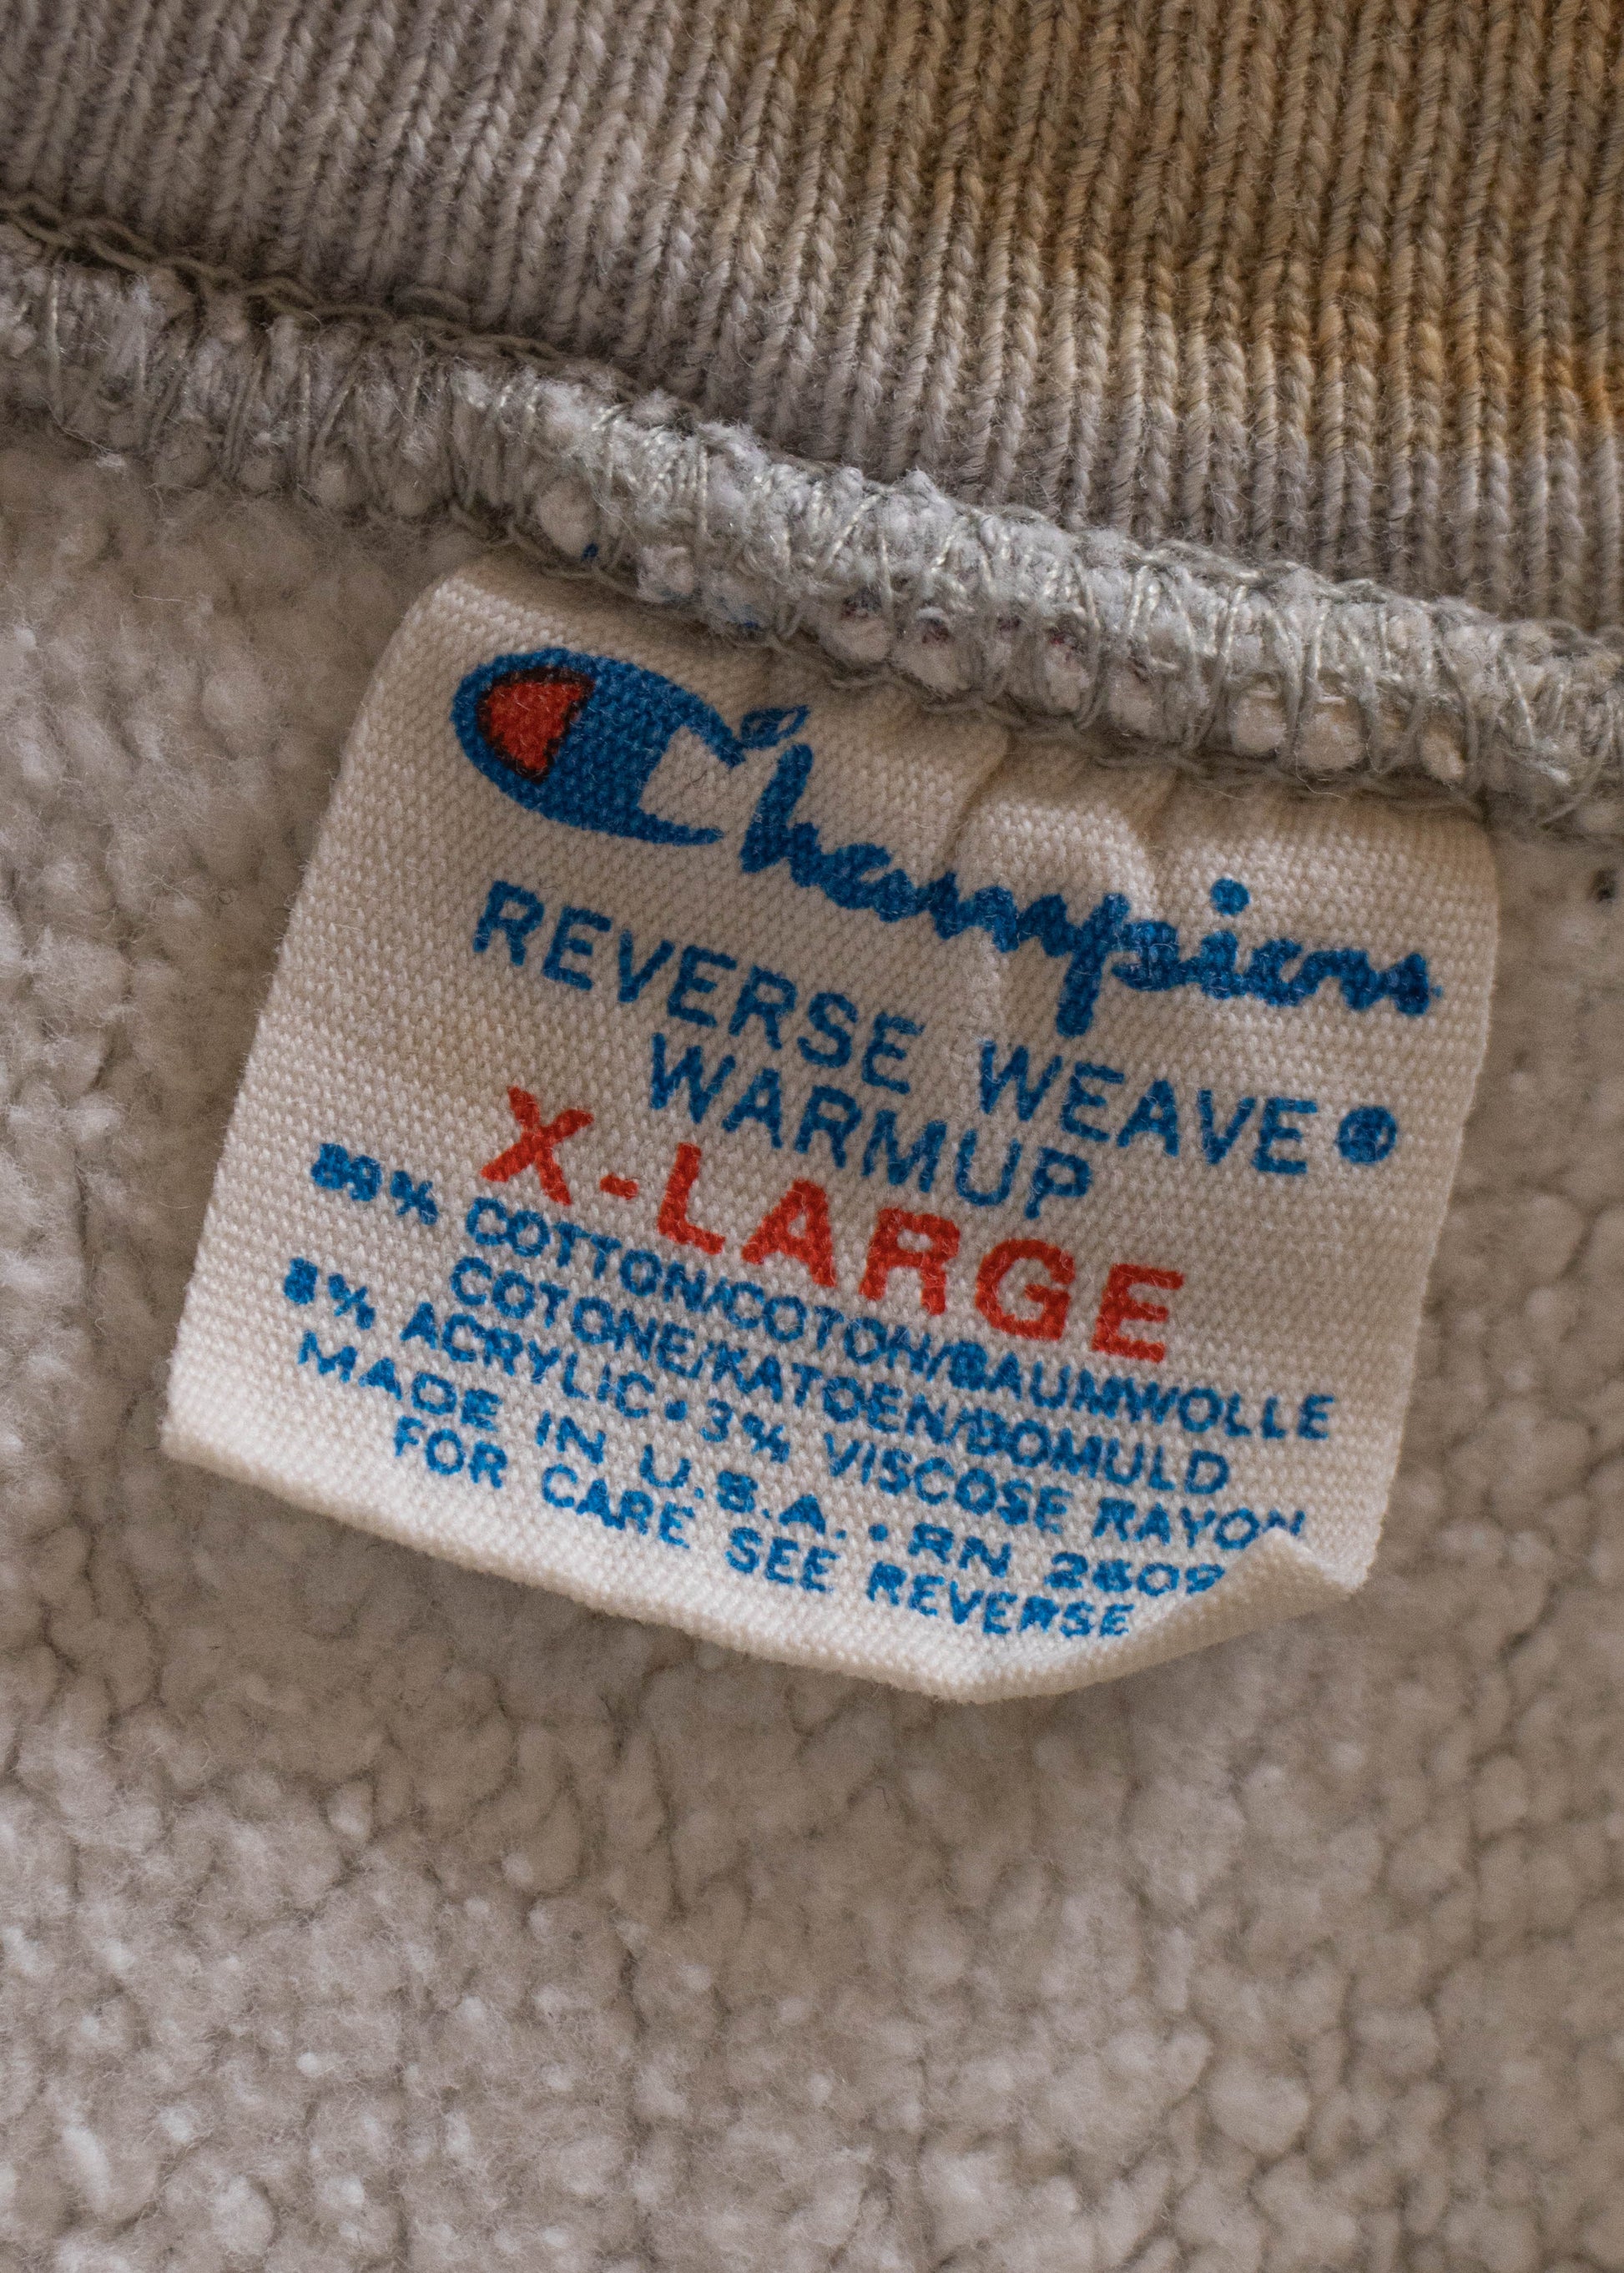 Champion
REVERSE WEAVE®
WARMUP
X-LARGE
89% COTTON/COTON/BAUMWOLLE
COTONE/KATOEN/BOMULD
8% ACRYLIC • 3% VISCOSE RAYON
MADE IN U.S.A. • RN 26094
FOR CARE SEE REVERSE